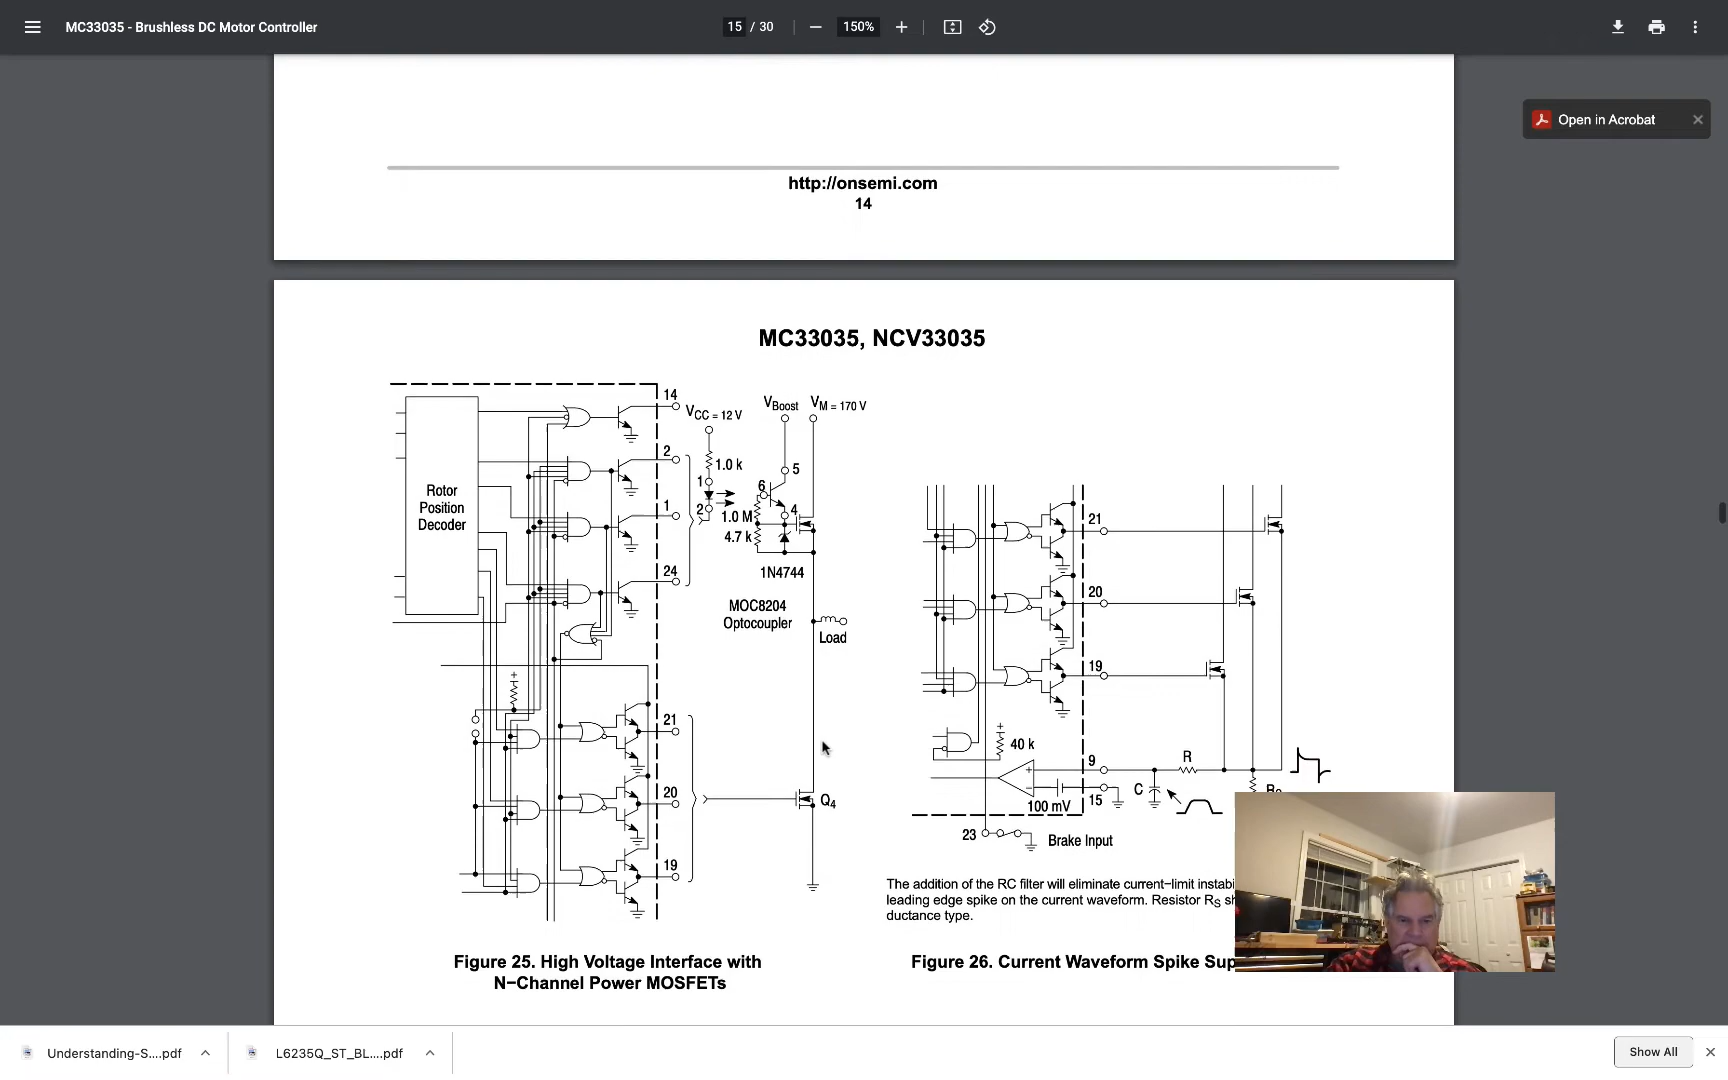 MC33035 - Brushless DC Motor Controller
15 / 30
150%
Open in Acrobat
http://onsemi.com
14
MC33035, NCV33035
Rotor
Position
Decoder
14
2
1
24
21
20
19
VCC = 12 V
1.0 k
1
2
VBoost
VM = 170 V
5
6
4
1.0 M
4.7 k
1N4744
MOC8204
Optocoupler
Load
Q4
Figure 25. High Voltage Interface with
N−Channel Power MOSFETs
21
20
19
+
40 k
9
15
100 mV
R
C
23
Brake Input
The addition of the RC filter will eliminate current−limit instabi
leading edge spike on the current waveform. Resistor RS sh
ductance type.
Figure 26. Current Waveform Spike Sup
Understanding-S....pdf
L6235Q_ST_BL....pdf
Show All